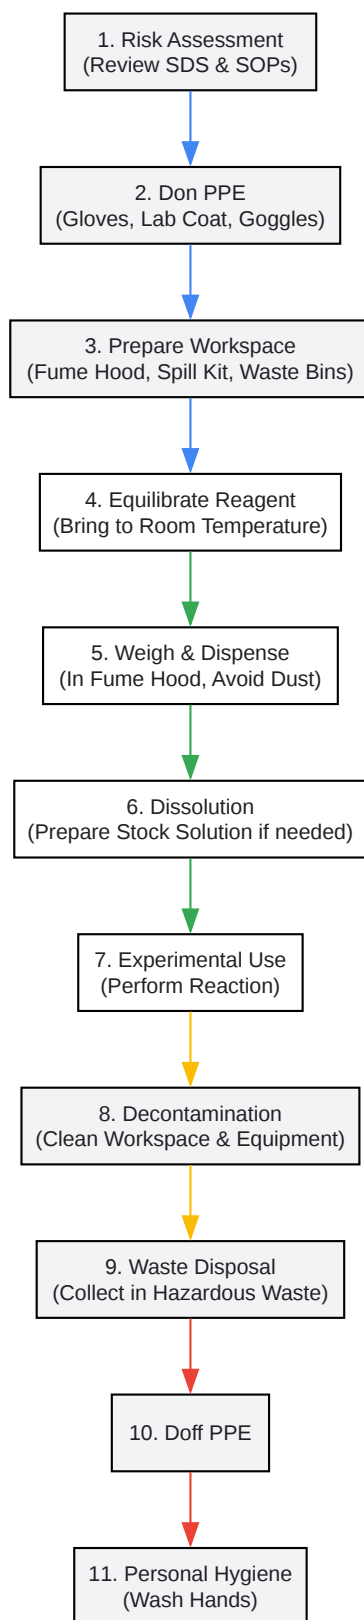 1. Risk Assessment
(Review SDS & SOPs)
2. Don PPE
(Gloves, Lab Coat, Goggles)
3. Prepare Workspace
(Fume Hood, Spill Kit, Waste Bins)
4. Equilibrate Reagent
(Bring to Room Temperature)
5. Weigh & Dispense
(In Fume Hood, Avoid Dust)
6. Dissolution
(Prepare Stock Solution if needed)
7. Experimental Use
(Perform Reaction)
8. Decontamination
(Clean Workspace & Equipment)
9. Waste Disposal
(Collect in Hazardous Waste)
10. Doff PPE
11. Personal Hygiene
(Wash Hands)